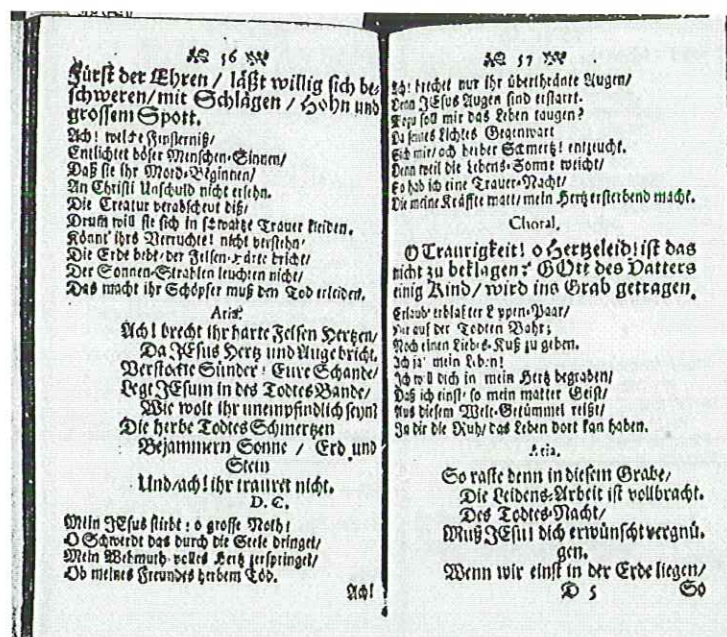 56
Fürst der Ehren / läßt willig sich be-
schweren/mit Schlägen / Hohn und
grossem Spott.
Ach! welche Finsterniß/
Entlichtet böser Menschen-Sinnen/
Daß sie ihr Mord-Beginnen/
An Christi Unschuld nicht ersehn.
Die Creatur verabscheut diß/
Drum will sie sich in schwartze Trauer kleiden.
Könnt ihrs Verruchte! nicht verstehn/
Die Erde bebt/der Felsen-Härte bricht/
Der Sonnen-Strahlen leuchten nicht/
Das macht ihr Schöpfer muß den Tod erleiden.
Aria.
Ach! brecht ihr harte Felsen Hertzen/
Da JEsus Hertz und Auge bricht.
Verstockte Sünder! Eure Schande/
Legt JEsum in des Todtes Bande/
Wie wolt ihr unempfindlich seyn?
Die herbe Todtes Schmertzen
Bejammern Sonne / Erd und
Stein
Und/ach! ihr trauret nicht.
D. C.
Mein JEsus stirbt! o grosse Noth!
O Schwerdt das durch die Seele dringet/
Mein Wehmuth-volles Hertz zerspringet/
Ob meines Freundes herbem Tod.
Ach!
57
Ach! brechet nur ihr überthränte Augen/
Denn JEsus Augen sind erstarrt.
Wozu soll mir das Leben taugen?
Da seines Lichtes Gegenwart
Sich mir/ach herber Schmertz! entzeucht.
Denn weil die Lebens-Sonne weicht/
So hab ich eine Trauer-Nacht/
Die meine Kräffte matt/mein Hertz ersterbend macht.
Choral.
O Traurigkeit! o Hertzeleid! ist das
nicht zu beklagen? GOtt des Vatters
einig Kind/ wird ins Grab getragen.
Erlaub' erblaßter Lippen-Paar/
Dir auf der Todten Bahr;
Noch einen Liebes-Kuß zu geben.
Ich ja! mein Leben!
Ich will dich in mein Hertz begraben/
Daß ich einst/ so mein matter Geist/
Aus diesem Welt-Getümmel reißt/
In dir die Ruh/ das Leben dort kan haben.
Aria.
So raste denn in diesem Grabe/
Die Leidens-Arbeit ist vollbracht.
Des Todtes-Nacht/
Muß JEsu! dich erwünscht vergnü-
gen.
Wenn wir einst in der Erde liegen/
D 5 So